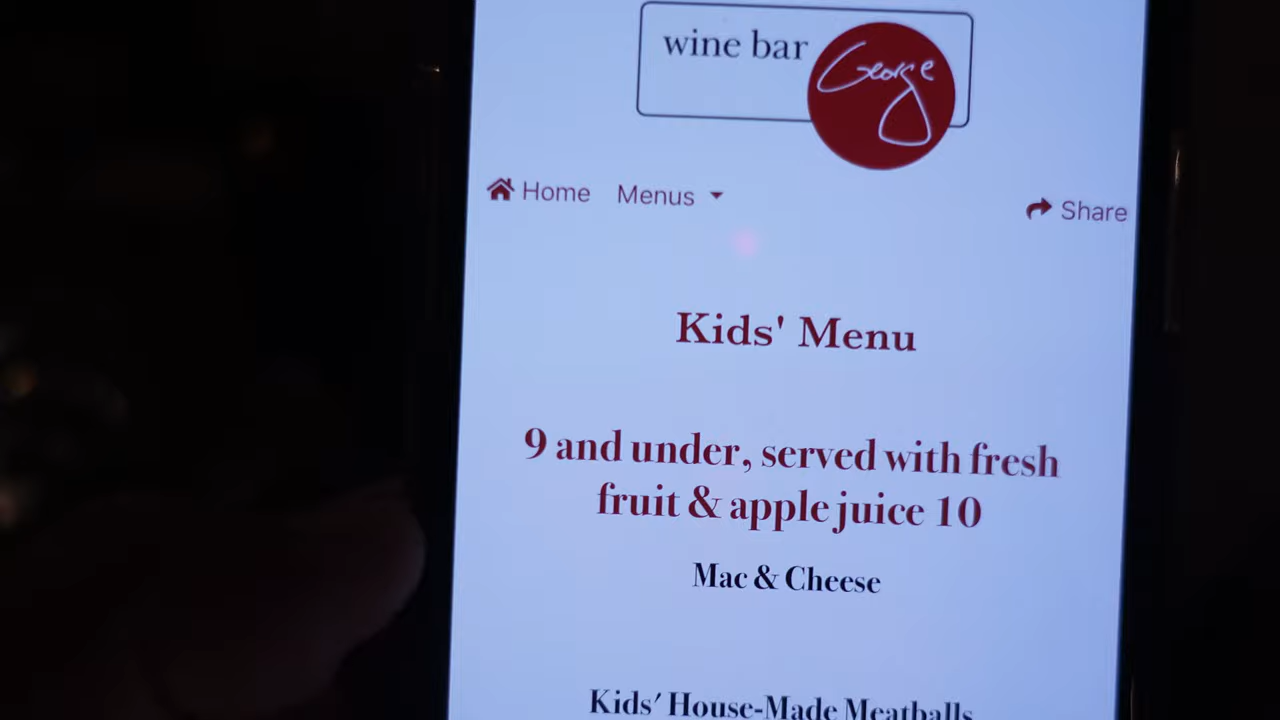 wine bar
George
Home Menus
Share
Kids' Menu
9 and under, served with fresh
fruit & apple juice 10
Mac & Cheese
Kids' House-Made Meatballs